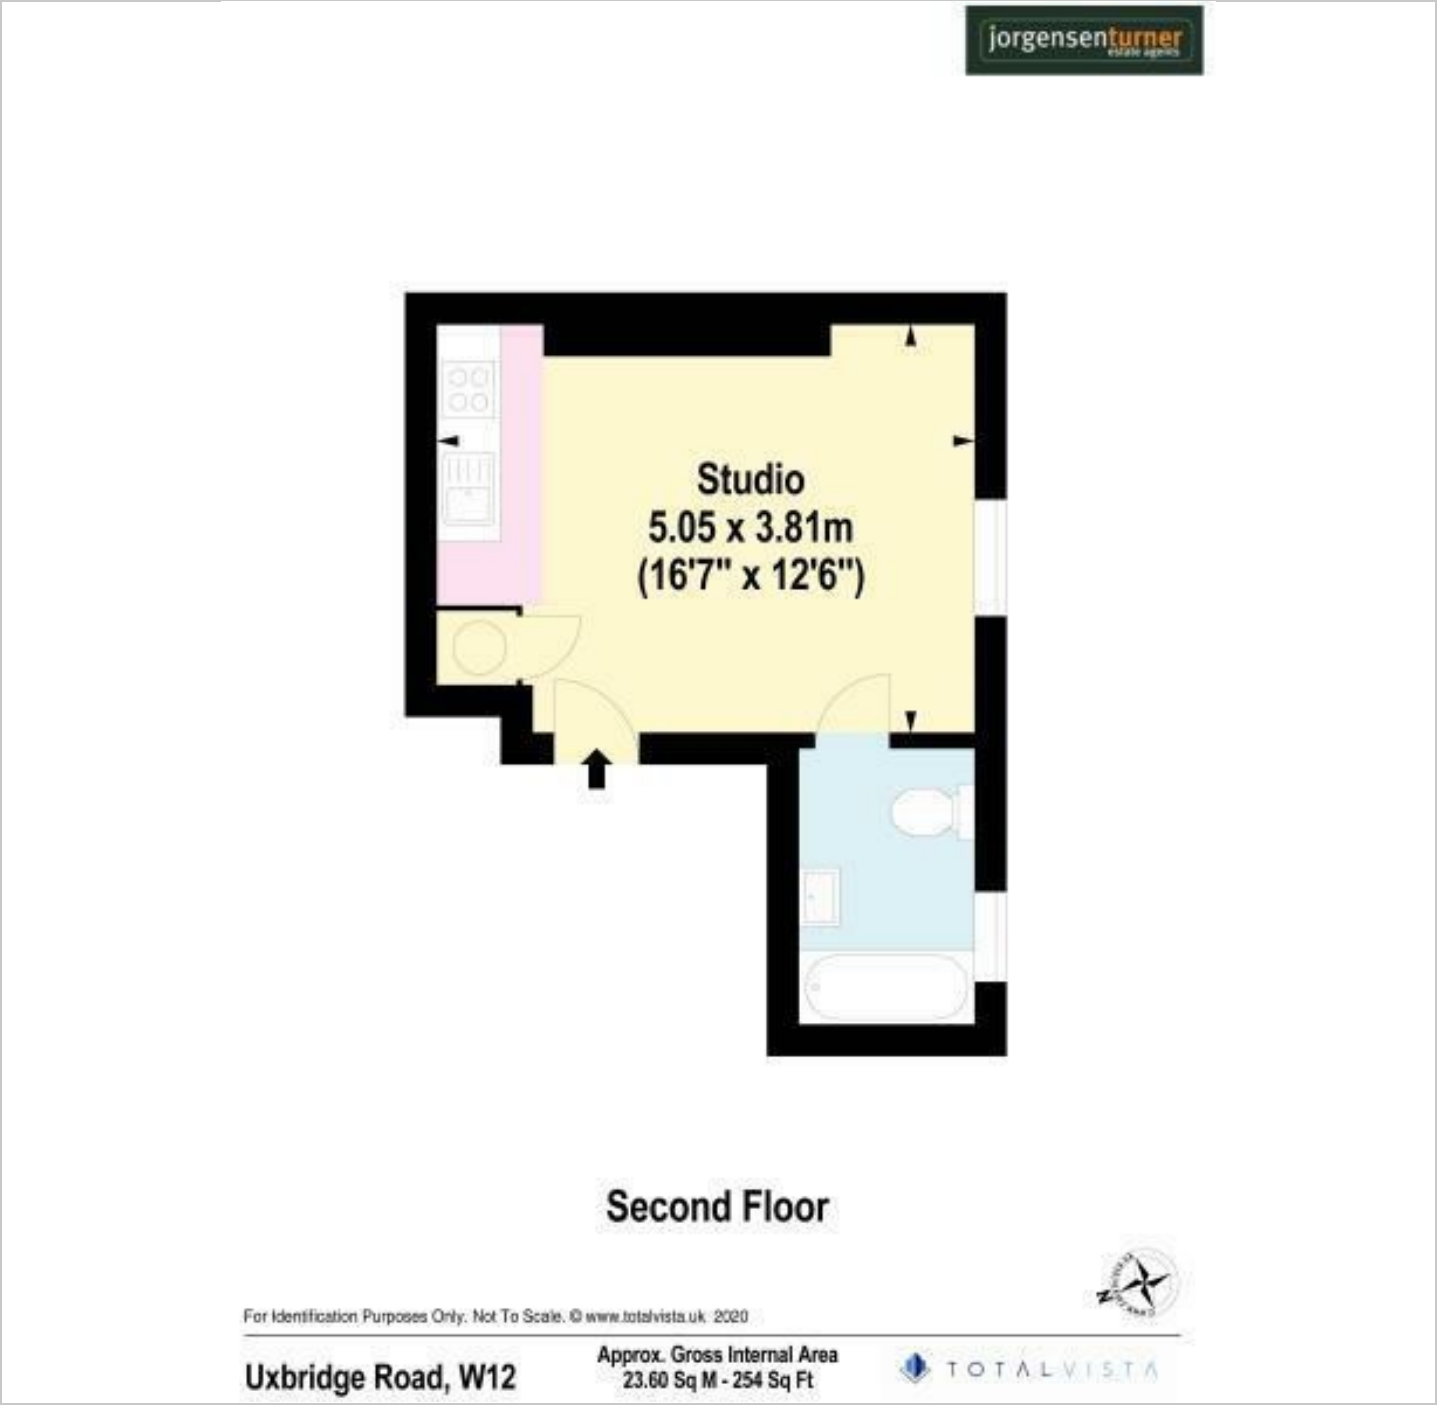 jorgensenturner
estate agents
Studio
5.05 x 3.81m
(16'7" x 12'6")
Second Floor
N
For Identification Purposes Only. Not To Scale. © www.totalvista.uk 2020
Uxbridge Road, W12
Approx. Gross Internal Area
23.60 Sq M - 254 Sq Ft
TOTALVISTA